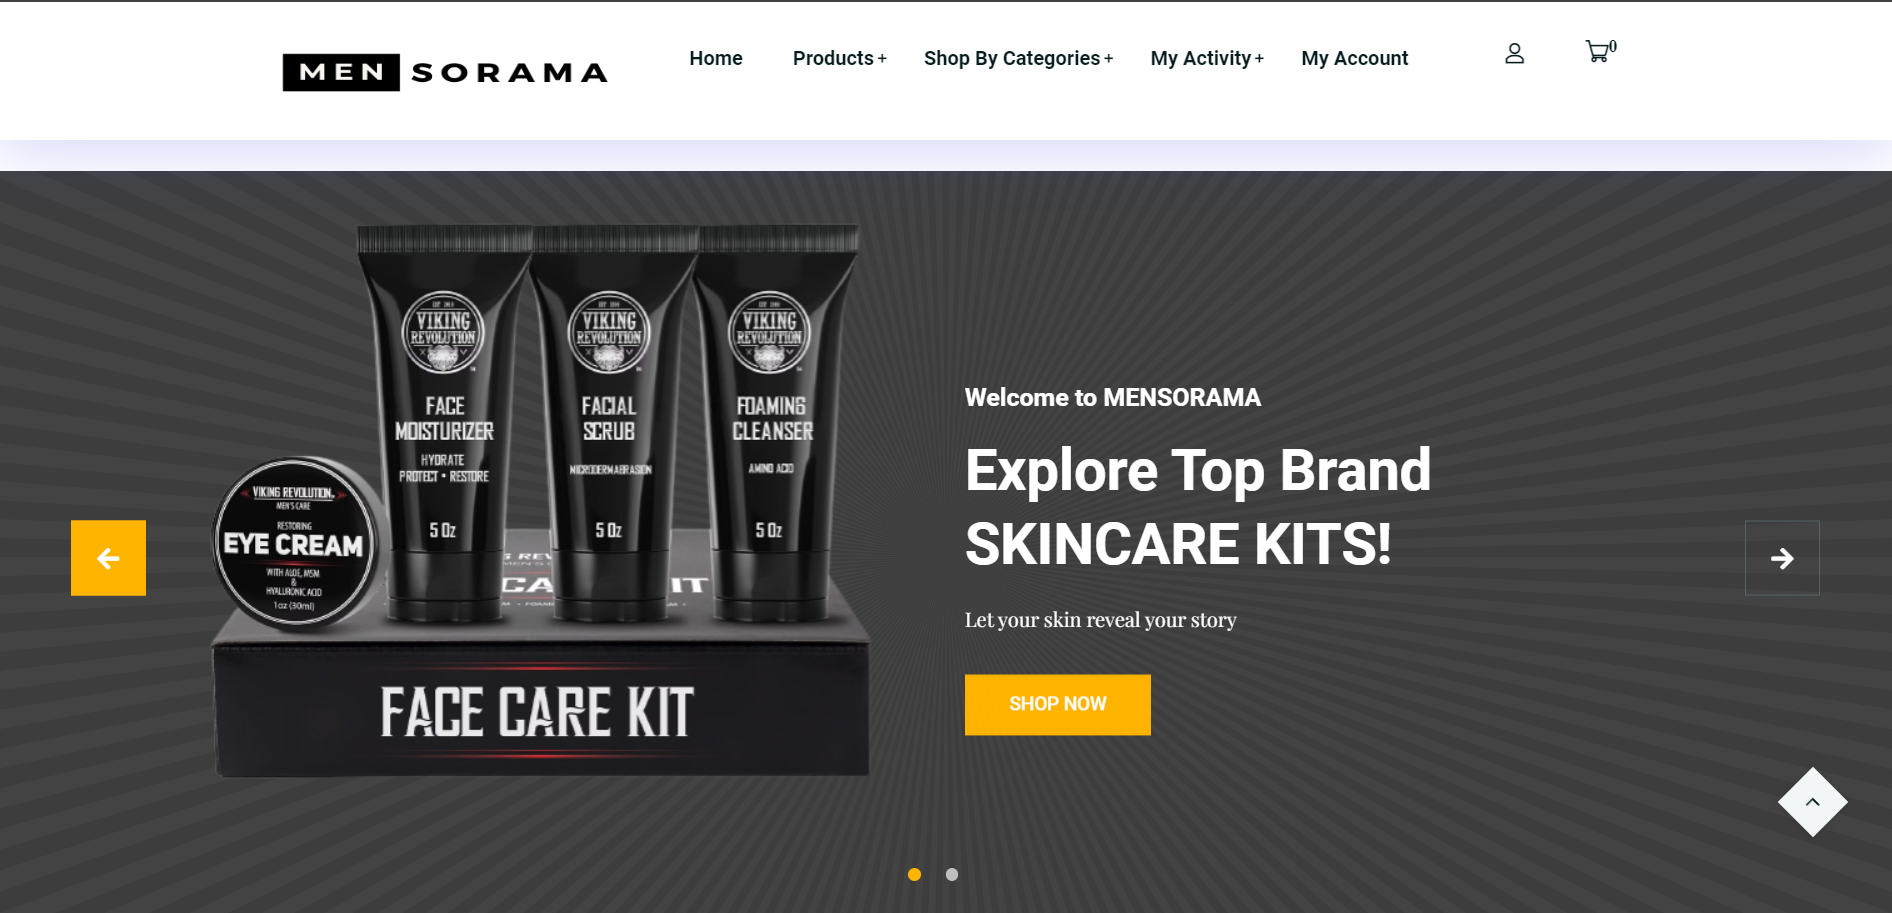 MEN SORAMA
Home Products+ Shop By Categories+ My Activity+ My Account
0
VIKING
REVOLUTION
FACE
MOISTURIZER
HYDRATE
PROTECT • RESTORE
5 Oz
VIKING
REVOLUTION
FACIAL
SCRUB
MICRODERMABRASION
5 Oz
VIKING
REVOLUTION
FOAMING
CLEANSER
AMINO ACID
5 Oz
VIKING REVOLUTION
MEN'S CARE
RESTORING
EYE CREAM
WITH ALOE, MSM
&
HYALURONIC ACID
1oz (30ml)
FACE CARE KIT
Welcome to MENSORAMA
Explore Top Brand
SKINCARE KITS!
Let your skin reveal your story
SHOP NOW